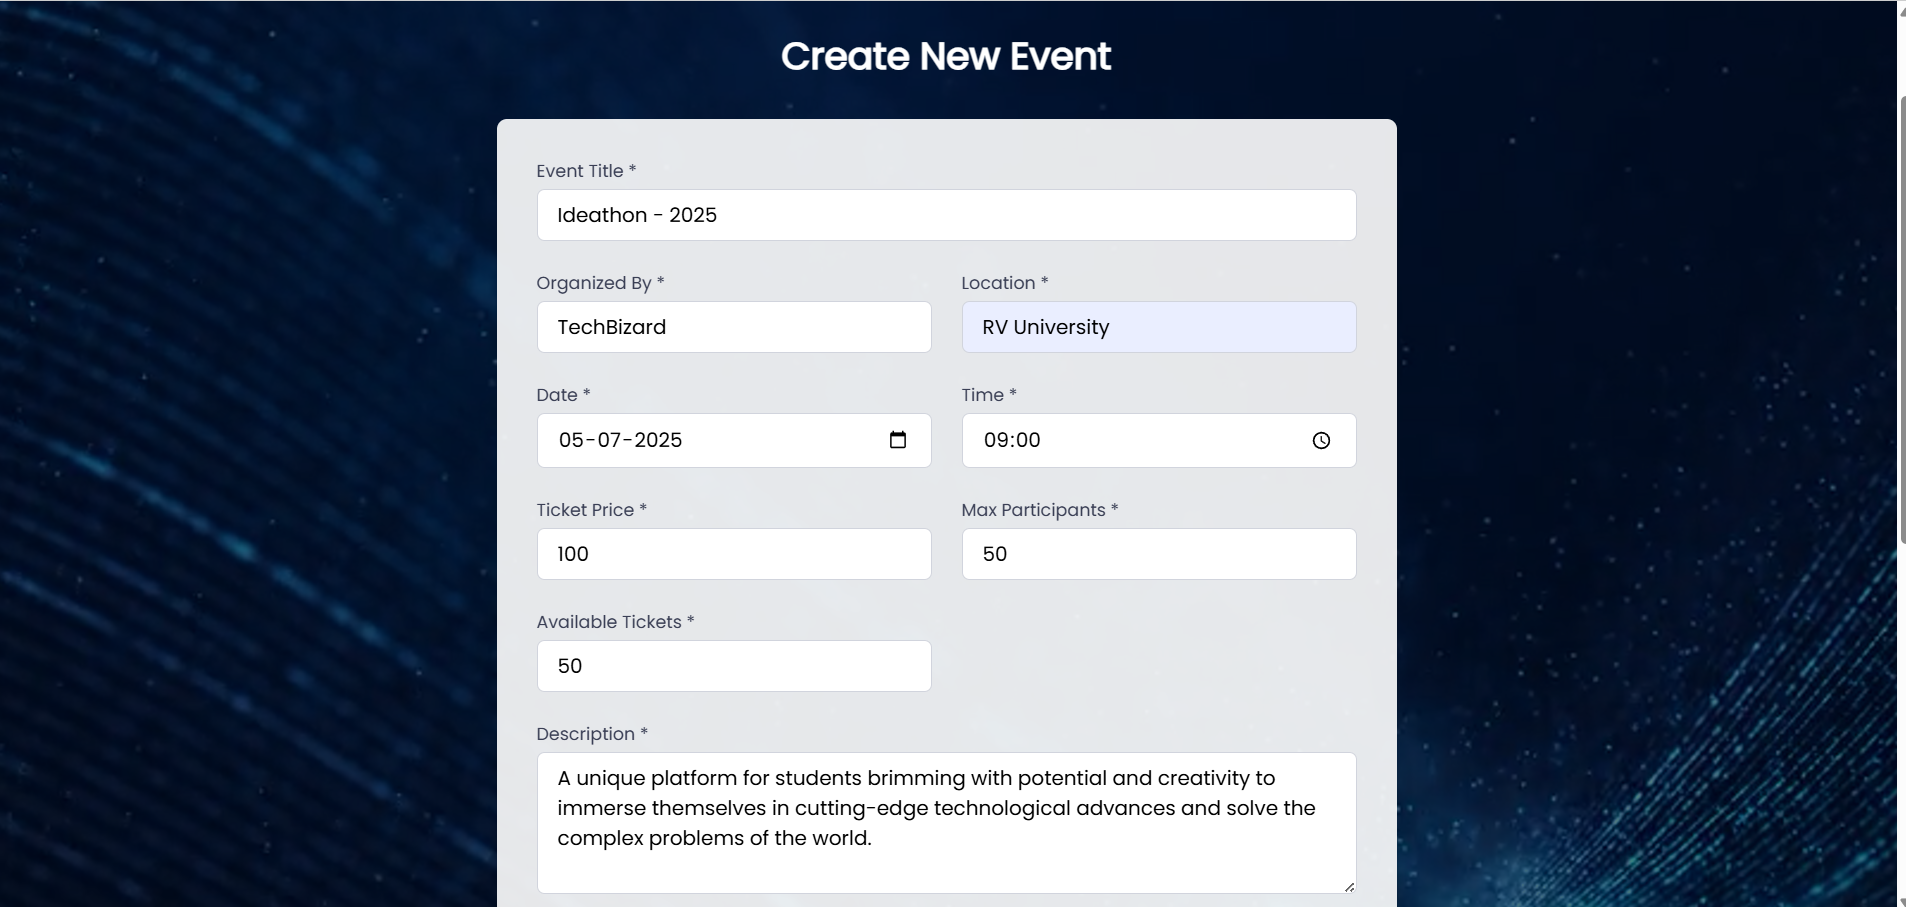 Create New Event
Event Title *
Ideathon - 2025
Organized By *
Location *
TechBizard
RV University
Date *
Time *
05-07-2025
09:00
Ticket Price *
Max Participants *
100
50
Available Tickets *
50
Description *
A unique platform for students brimming with potential and creativity to
immerse themselves in cutting-edge technological advances and solve the
complex problems of the world.